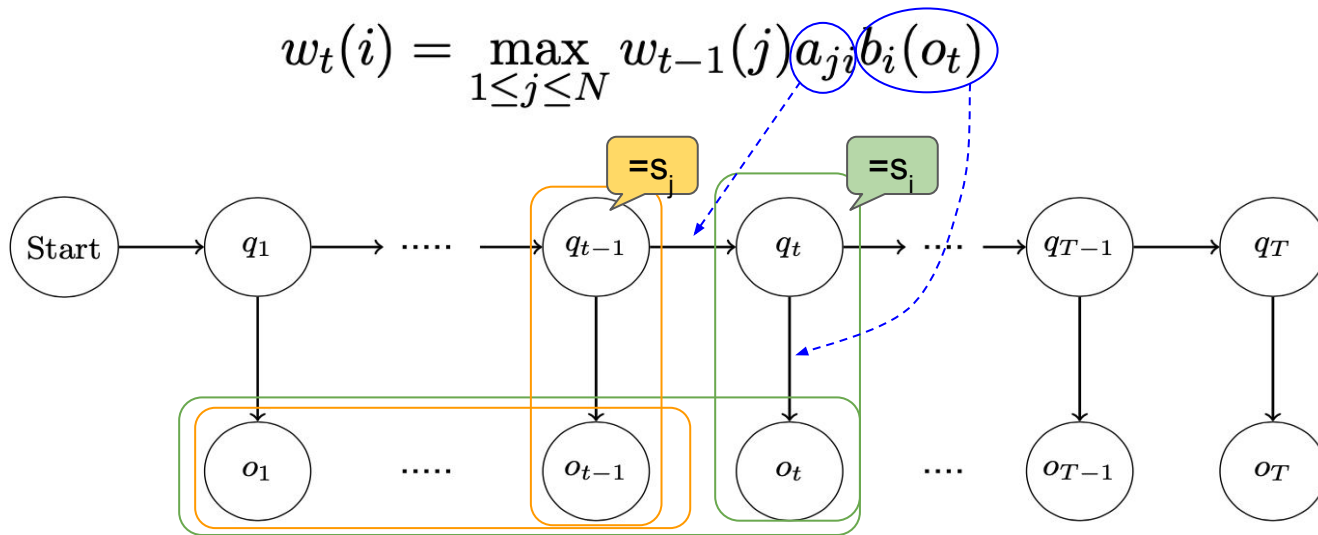 w_t(i) = max_{1≤j≤N} w_{t−1}(j)a_{ji}b_i(o_t)
=s_j =s_i
Start q_1 ..... q_{t−1} q_t .... q_{T−1} q_T
o_1 ..... o_{t−1} o_t .... o_{T−1} o_T